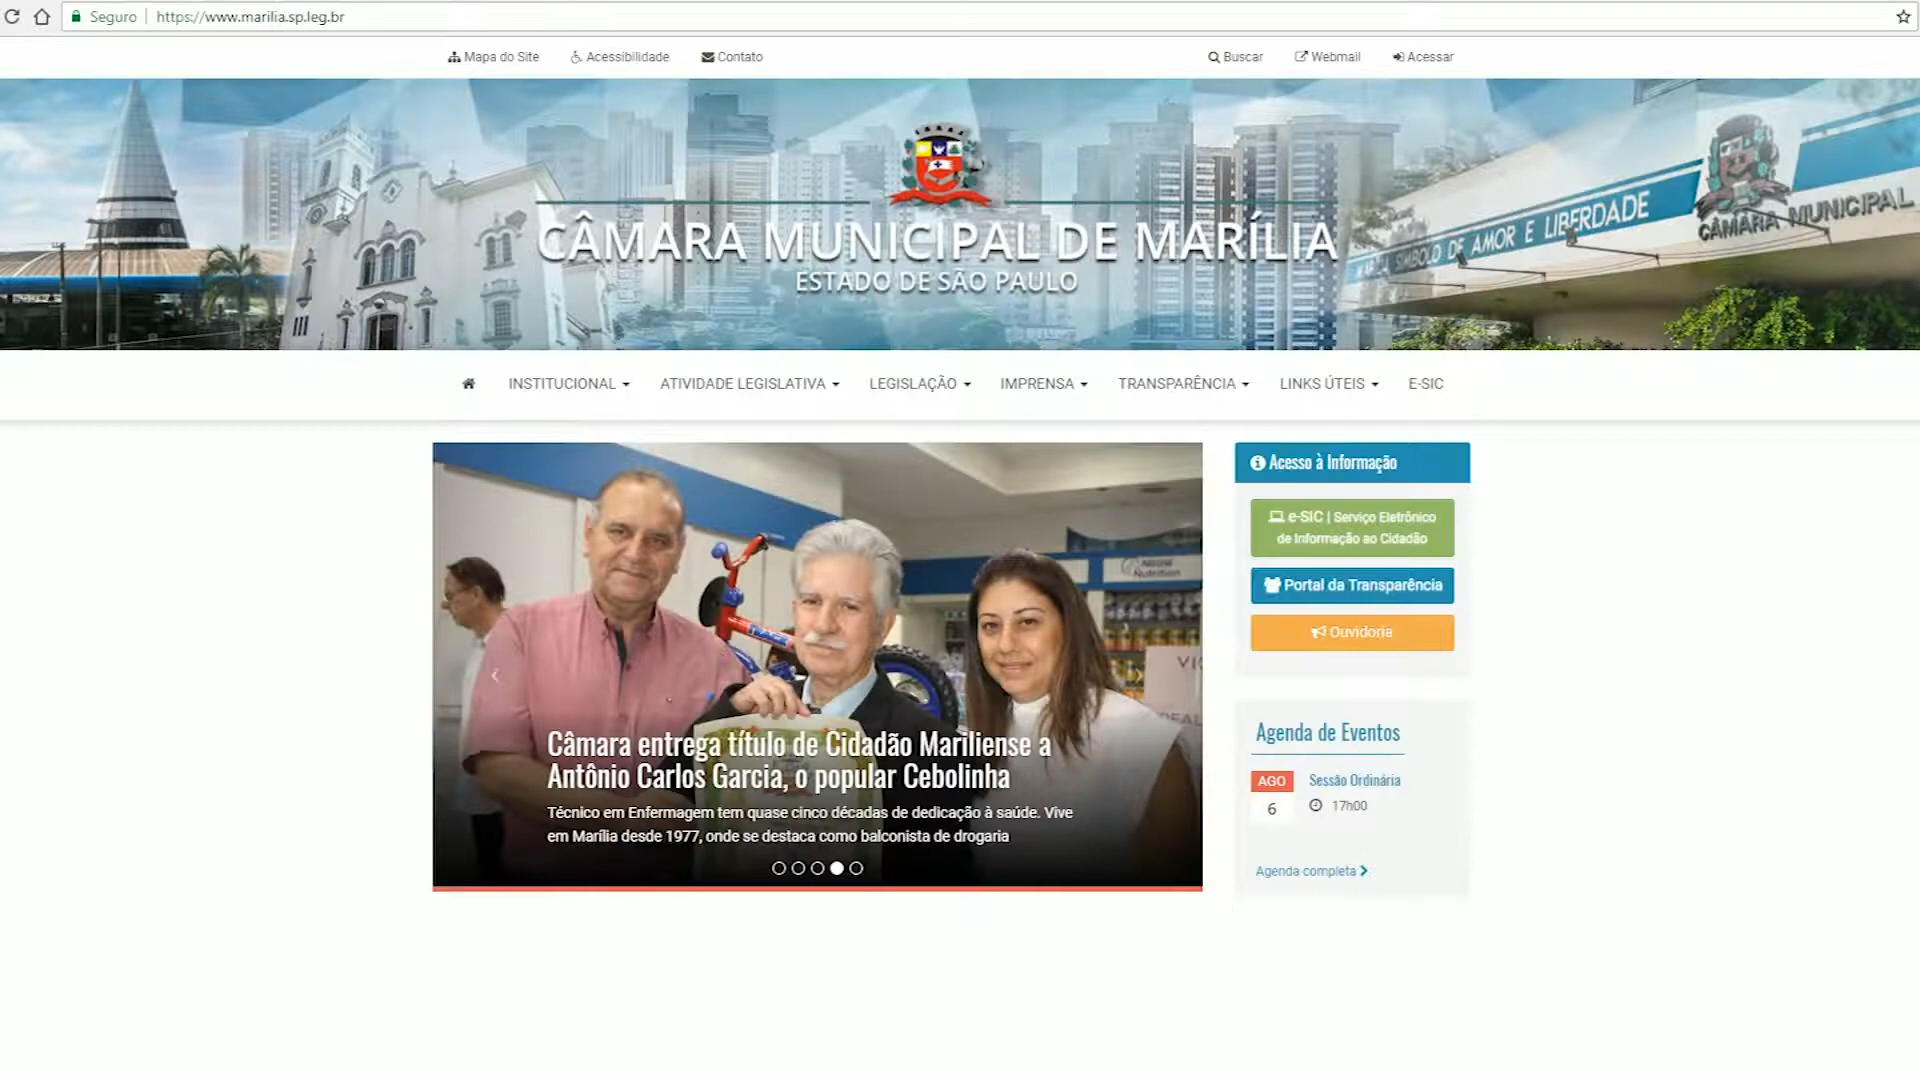 Seguro | https://www.marilia.sp.leg.br
Mapa do Site
Acessibilidade
Contato
Buscar
Webmail
Acessar
CÂMARA MUNICIPAL DE MARÍLIA
ESTADO DE SÃO PAULO
SÍMBOLO DE AMOR E LIBERDADE
CÂMARA MUNICIPAL
INSTITUCIONAL
ATIVIDADE LEGISLATIVA
LEGISLAÇÃO
IMPRENSA
TRANSPARÊNCIA
LINKS ÚTEIS
E-SIC
Nestlé
Nutrition
Câmara entrega título de Cidadão Mariliense a
Antônio Carlos Garcia, o popular Cebolinha
Técnico em Enfermagem tem quase cinco décadas de dedicação à saúde. Vive
em Marília desde 1977, onde se destaca como balconista de drogaria
Acesso à Informação
e-SIC | Serviço Eletrônico
de Informação ao Cidadão
Portal da Transparência
Ouvidoria
Agenda de Eventos
AGO
6
Sessão Ordinária
17h00
Agenda completa